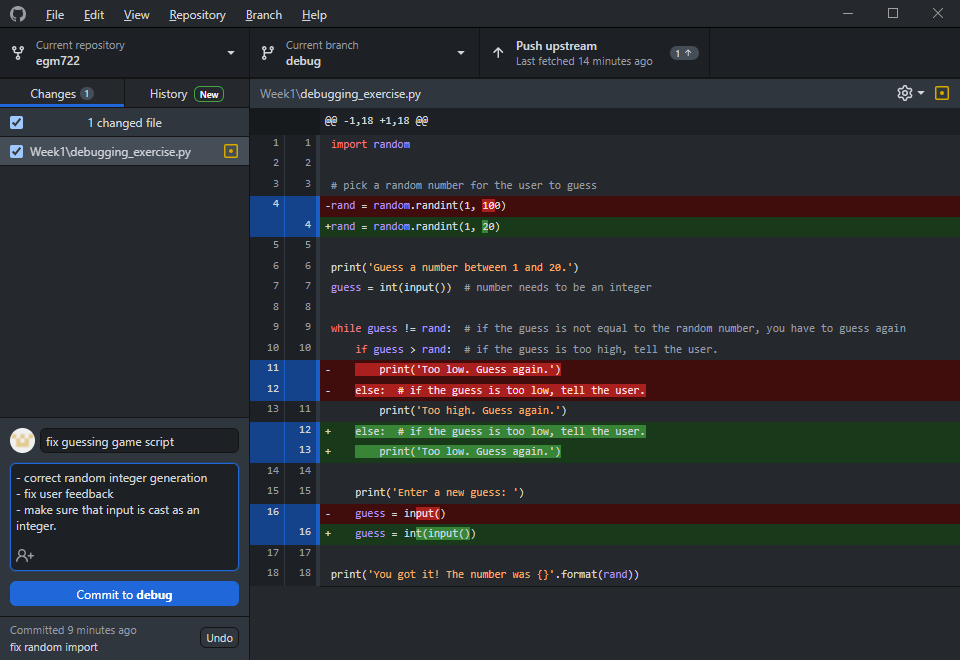 File Edit View Repository Branch Help
Current repository
egm722
Current branch
debug
Push upstream
Last fetched 14 minutes ago
1
Changes 1
History New
Week1\debugging_exercise.py
1 changed file
Week1\debugging_exercise.py
@@ -1,18 +1,18 @@
1 1 import random
2 2
3 3 # pick a random number for the user to guess
4 -rand = random.randint(1, 100)
4 +rand = random.randint(1, 20)
5 5
6 6 print('Guess a number between 1 and 20.')
7 7 guess = int(input())  # number needs to be an integer
8 8
9 9 while guess != rand:  # if the guess is not equal to the random number, you have to guess again
10 10 if guess > rand:  # if the guess is too high, tell the user.
11 - print('Too low. Guess again.')
12 - else:  # if the guess is too low, tell the user.
13 11 print('Too high. Guess again.')
12 + else:  # if the guess is too low, tell the user.
13 + print('Too low. Guess again.')
14 14
15 15 print('Enter a new guess: ')
16 - guess = input()
16 + guess = int(input())
17 17
18 18 print('You got it! The number was {}'.format(rand))
fix guessing game script
- correct random integer generation
- fix user feedback
- make sure that input is cast as an
integer.
Commit to debug
Committed 9 minutes ago
fix random import
Undo